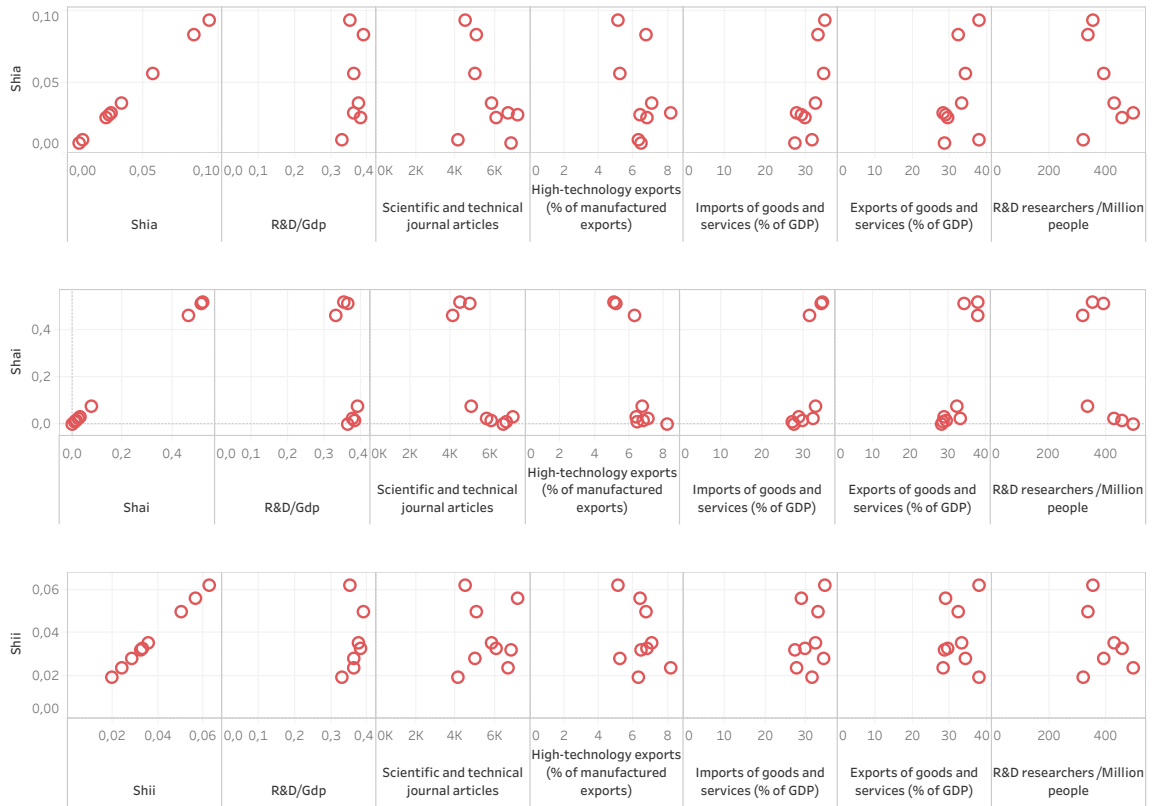 0,10
0,05
0,00
Shia
0,00 0,05 0,10 0,0 0,1 0,2 0,3 0,4 0K 2K 4K 6K 0 2 4 6 8 0 10 20 30 0 10 20 30 40 0 200 400
Shia
R&D/Gdp
Scientific and technical
journal articles
High-technology exports
(% of manufactured
exports)
Imports of goods and
services (% of GDP)
Exports of goods and
services (% of GDP)
R&D researchers /Million
people
0,4
0,2
0,0
Shai
0,0 0,2 0,4 0,0 0,1 0,2 0,3 0,4 0K 2K 4K 6K 0 2 4 6 8 0 10 20 30 0 10 20 30 40 0 200 400
Shai
R&D/Gdp
Scientific and technical
journal articles
High-technology exports
(% of manufactured
exports)
Imports of goods and
services (% of GDP)
Exports of goods and
services (% of GDP)
R&D researchers /Million
people
0,06
0,04
0,02
0,00
Shii
0,02 0,04 0,06 0,0 0,1 0,2 0,3 0,4 0K 2K 4K 6K 0 2 4 6 8 0 10 20 30 0 10 20 30 40 0 200 400
Shii
R&D/Gdp
Scientific and technical
journal articles
High-technology exports
(% of manufactured
exports)
Imports of goods and
services (% of GDP)
Exports of goods and
services (% of GDP)
R&D researchers /Million
people